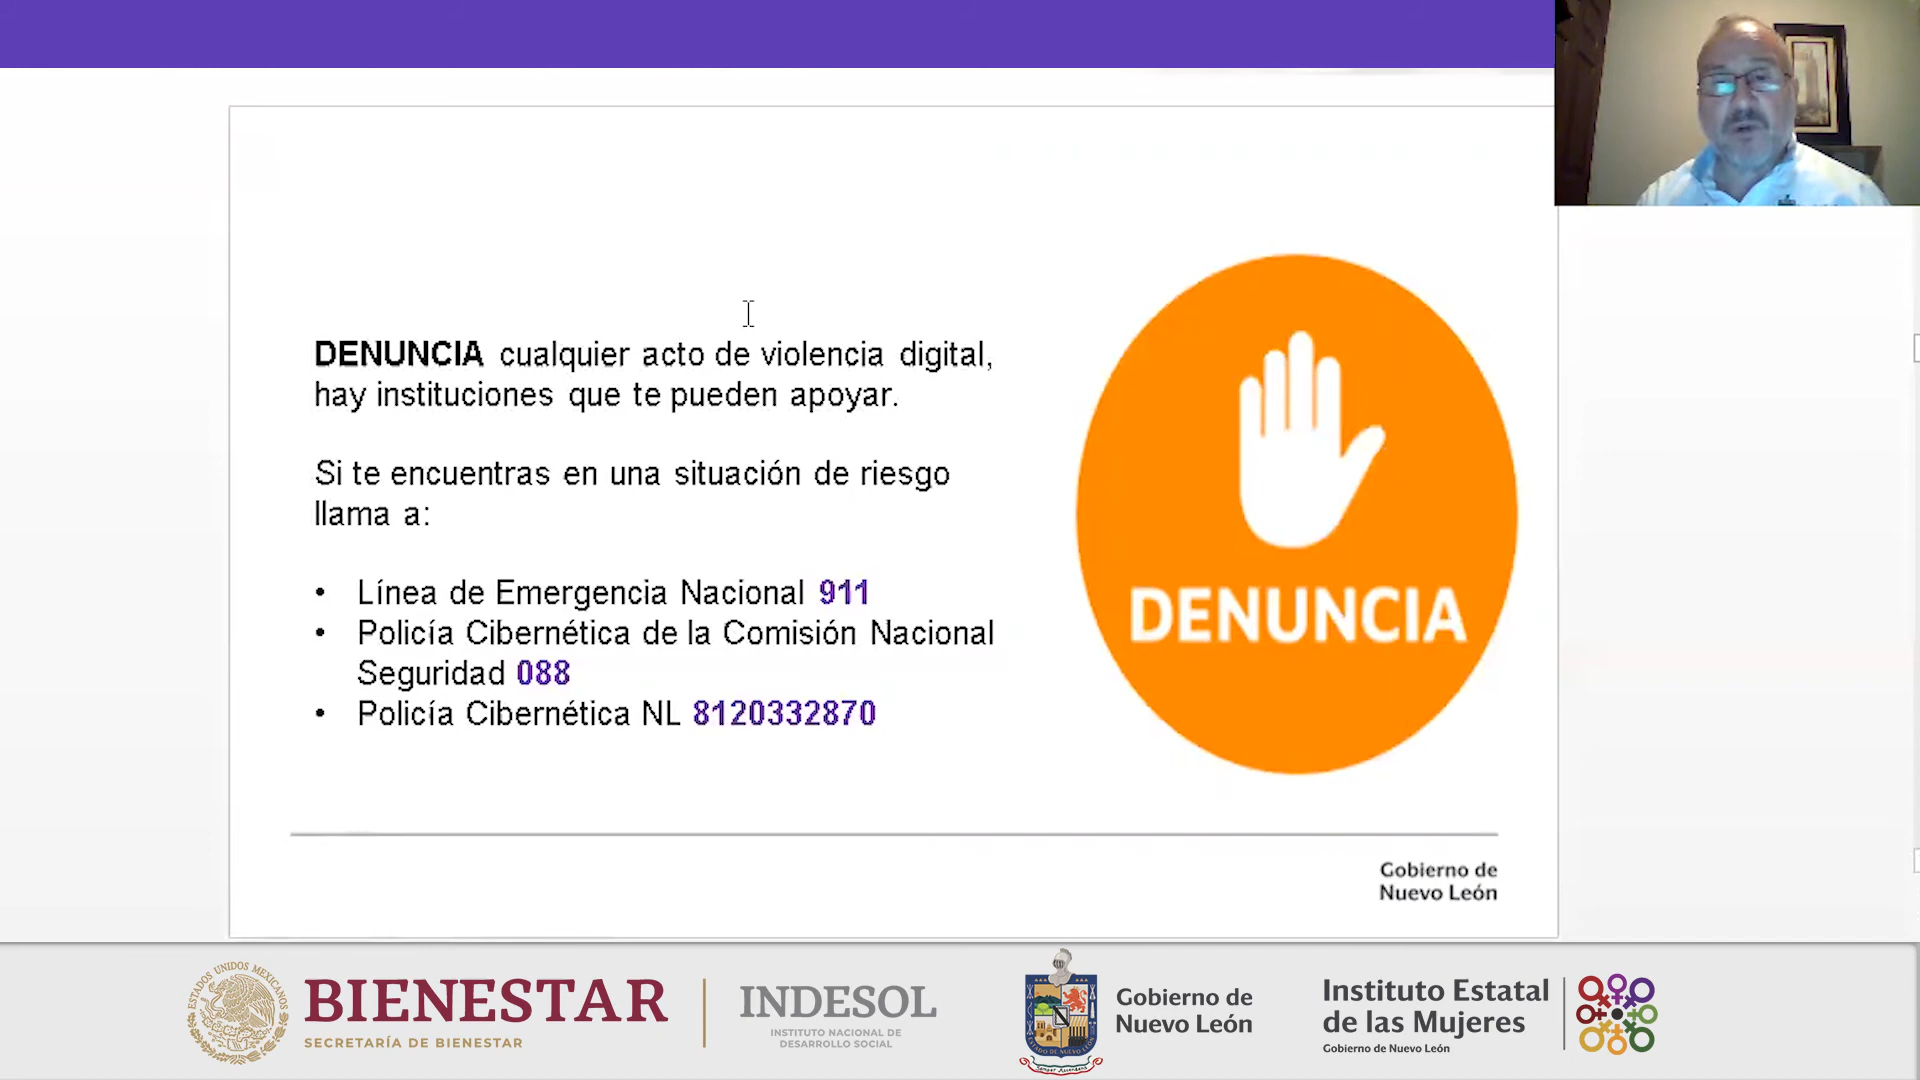 DENUNCIA cualquier acto de violencia digital,
hay instituciones que te pueden apoyar.
Si te encuentras en una situación de riesgo
llama a:
• Línea de Emergencia Nacional 911
• Policía Cibernética de la Comisión Nacional
Seguridad 088
• Policía Cibernética NL 8120332870
DENUNCIA
Gobierno de
Nuevo León
ESTADOS UNIDOS MEXICANOS
BIENESTAR
SECRETARÍA DE BIENESTAR
INDESOL
INSTITUTO NACIONAL DE
DESARROLLO SOCIAL
Gobierno de
Nuevo León
Instituto Estatal
de las Mujeres
Gobierno de Nuevo León